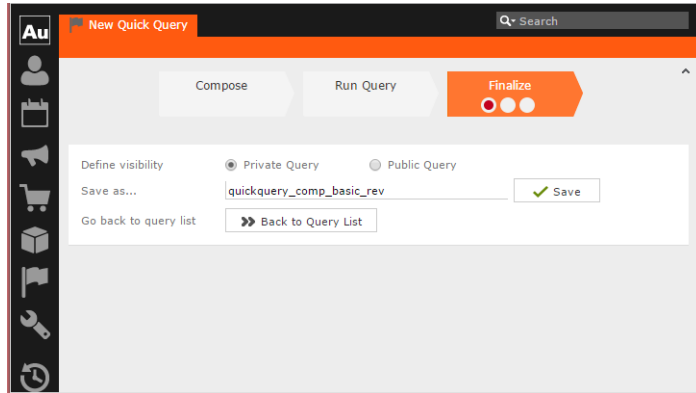 Au
New Quick Query
Search
Compose
Run Query
Finalize
Define visibility
Private Query
Public Query
Save as...
quickquery_comp_basic_rev
Save
Go back to query list
Back to Query List